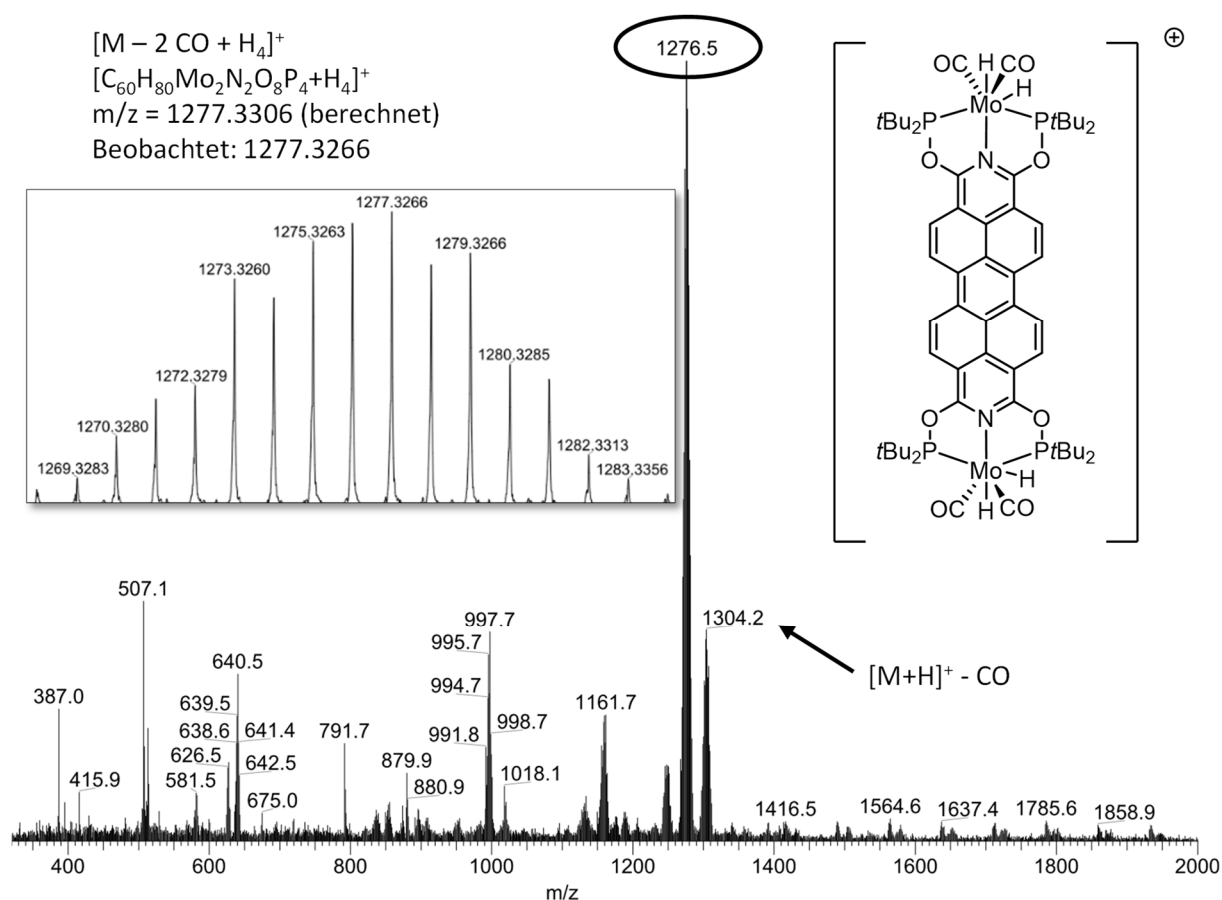 [M – 2 CO + H₄]⁺
[C₆₀H₈₀Mo₂N₂O₈P₄+H₄]⁺
m/z = 1277.3306 (berechnet)
Beobachtet: 1277.3266
1276.5
⊕
OC H CO
H
Mo
tBu₂P PtBu₂
O N O
O N O
tBu₂P PtBu₂
Mo
H
OC H CO
1277.3266
1275.3263
1279.3266
1273.3260
1280.3285
1272.3279
1270.3280
1282.3313
1269.3283
1283.3356
507.1
997.7
1304.2
995.7
640.5
[M+H]⁺ - CO
994.7
387.0
639.5
1161.7
638.6 641.4
791.7
991.8 998.7
626.5
642.5
879.9
415.9
581.5
880.9
1018.1
675.0
1416.5
1564.6
1637.4
1785.6
1858.9
400 600 800 1000 1200 1400 1600 1800 2000
m/z